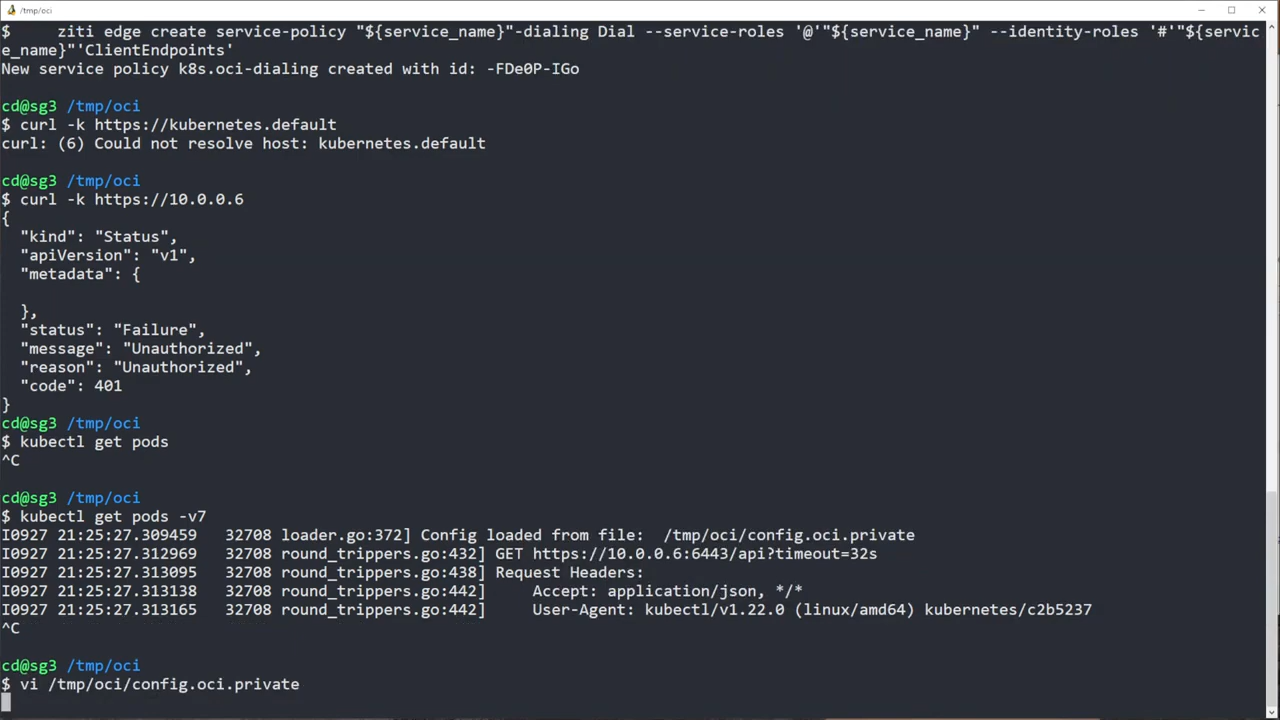 /tmp/oci
$     ziti edge create service-policy "${service_name}"-dialing Dial --service-roles '@'"${service_name}" --identity-roles '#'"${servic
e_name}"'ClientEndpoints'
New service policy k8s.oci-dialing created with id: -FDe0P-IGo
cd@sg3 /tmp/oci
$ curl -k https://kubernetes.default
curl: (6) Could not resolve host: kubernetes.default
cd@sg3 /tmp/oci
$ curl -k https://10.0.0.6
{
  "kind": "Status",
  "apiVersion": "v1",
  "metadata": {
  },
  "status": "Failure",
  "message": "Unauthorized",
  "reason": "Unauthorized",
  "code": 401
}
cd@sg3 /tmp/oci
$ kubectl get pods
^C
cd@sg3 /tmp/oci
$ kubectl get pods -v7
I0927 21:25:27.309459   32708 loader.go:372] Config loaded from file:  /tmp/oci/config.oci.private
I0927 21:25:27.312969   32708 round_trippers.go:432] GET https://10.0.0.6:6443/api?timeout=32s
I0927 21:25:27.313095   32708 round_trippers.go:438] Request Headers:
I0927 21:25:27.313138   32708 round_trippers.go:442]     Accept: application/json, */*
I0927 21:25:27.313165   32708 round_trippers.go:442]     User-Agent: kubectl/v1.22.0 (linux/amd64) kubernetes/c2b5237
^C
cd@sg3 /tmp/oci
$ vi /tmp/oci/config.oci.private